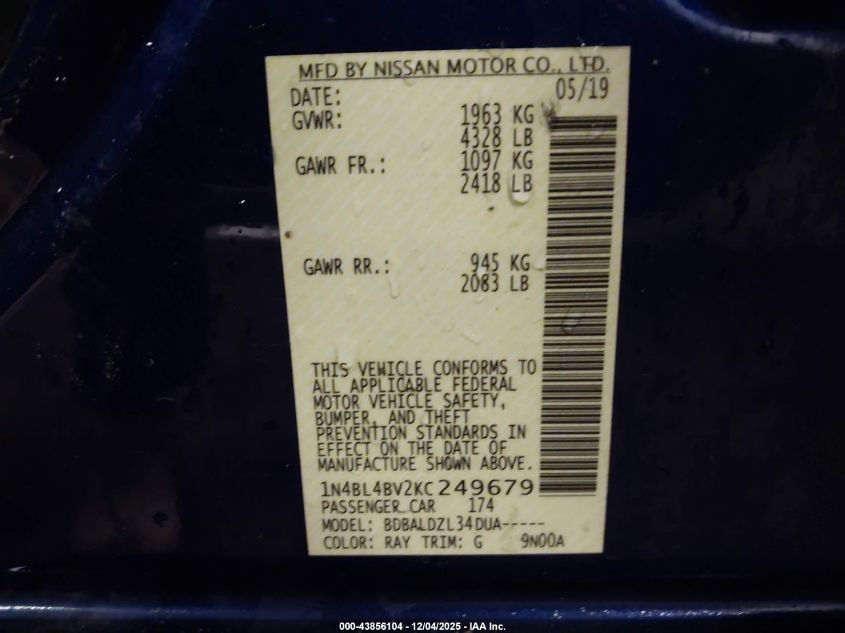 MFD BY NISSAN MOTOR CO., LTD.
DATE: 05/19
GVWR: 1963 KG
4328 LB
GAWR FR.: 1097 KG
2418 LB
GAWR RR.: 945 KG
2083 LB
THIS VEHICLE CONFORMS TO
ALL APPLICABLE FEDERAL
MOTOR VEHICLE SAFETY,
BUMPER, AND THEFT
PREVENTION STANDARDS IN
EFFECT ON THE DATE OF
MANUFACTURE SHOWN ABOVE.
1N4BL4BV2KC249679
PASSENGER CAR 174
MODEL: BDBALDZL34DUA-----
COLOR: RAY TRIM: G 9N00A
000-43856104 - 12/04/2025 - IAA Inc.